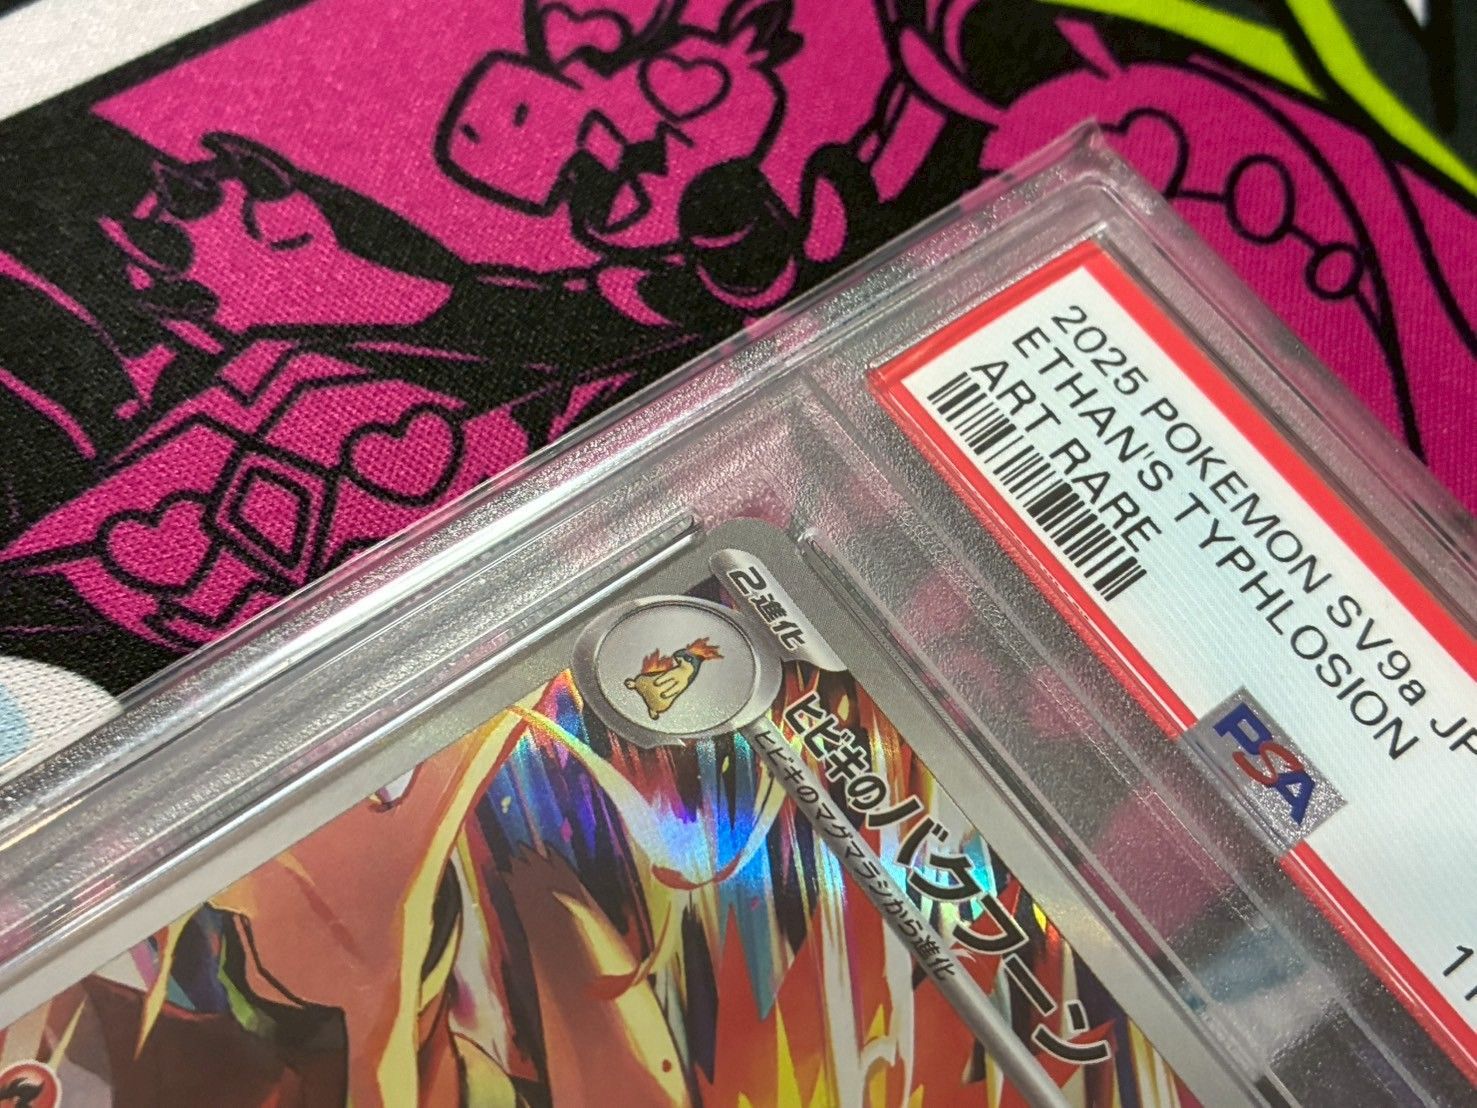 2025 POKEMON SV9a JP
ETHAN'S TYPHLOSION
ART RARE
PSA
2進化
ヒビキのバクフーン
ヒビキのマグマラシから進化